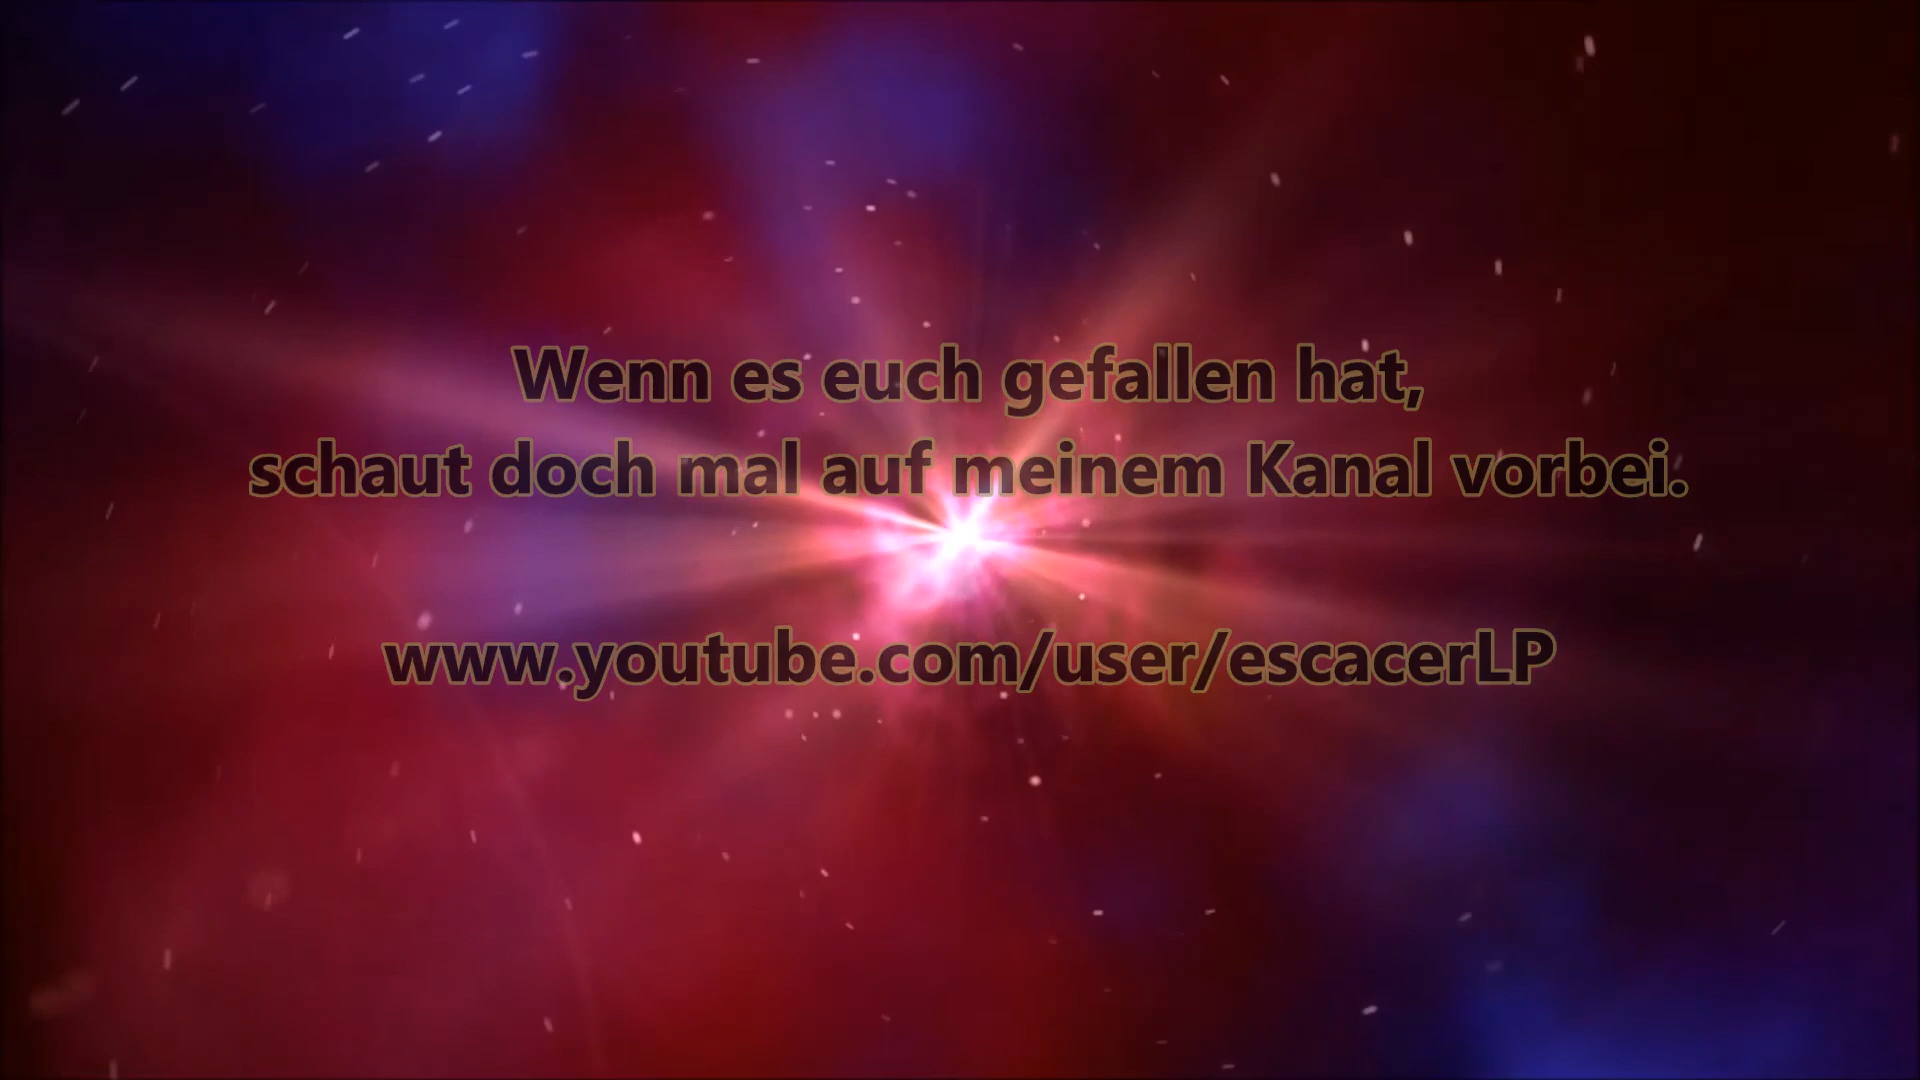 Wenn es euch gefallen hat,
schaut doch mal auf meinem Kanal vorbei.
www.youtube.com/user/escacerLP